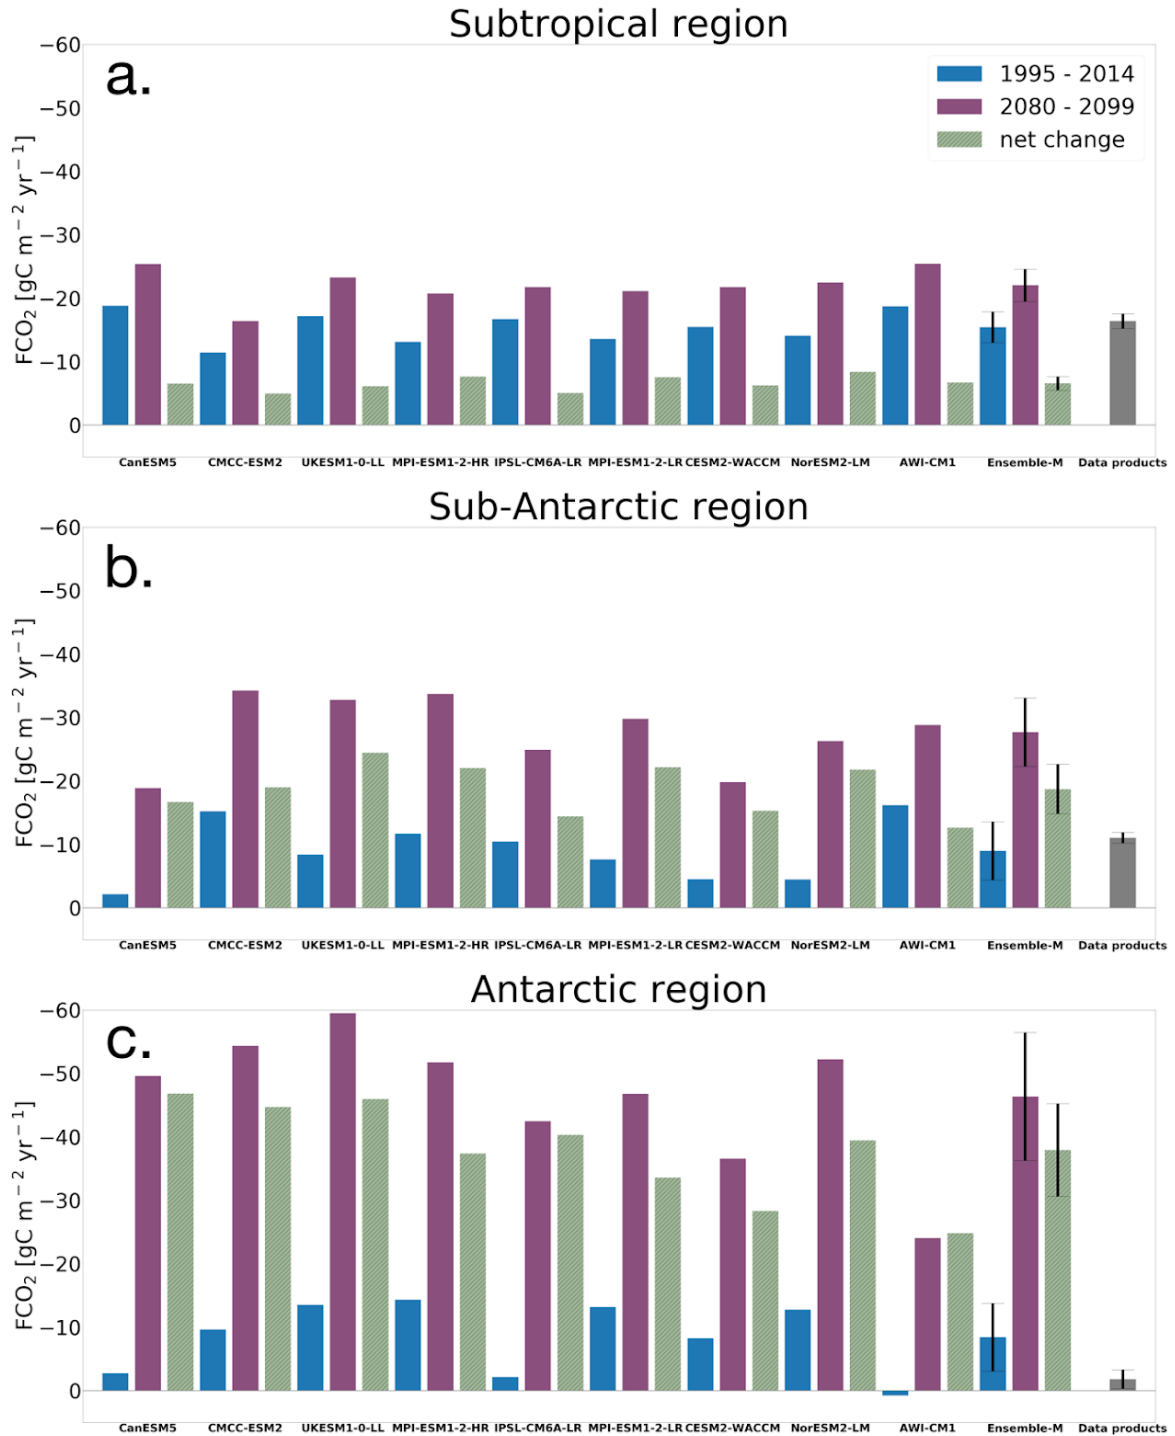 Subtropical region
a.
1995 - 2014
2080 - 2099
net change
FCO₂ [gC m⁻² yr⁻¹]
−60
−50
−40
−30
−20
−10
0
CanESM5 CMCC-ESM2 UKESM1-0-LL MPI-ESM1-2-HR IPSL-CM6A-LR MPI-ESM1-2-LR CESM2-WACCM NorESM2-LM AWI-CM1 Ensemble-M Data products
Sub-Antarctic region
b.
FCO₂ [gC m⁻² yr⁻¹]
−60
−50
−40
−30
−20
−10
0
CanESM5 CMCC-ESM2 UKESM1-0-LL MPI-ESM1-2-HR IPSL-CM6A-LR MPI-ESM1-2-LR CESM2-WACCM NorESM2-LM AWI-CM1 Ensemble-M Data products
Antarctic region
c.
FCO₂ [gC m⁻² yr⁻¹]
−60
−50
−40
−30
−20
−10
0
CanESM5 CMCC-ESM2 UKESM1-0-LL MPI-ESM1-2-HR IPSL-CM6A-LR MPI-ESM1-2-LR CESM2-WACCM NorESM2-LM AWI-CM1 Ensemble-M Data products